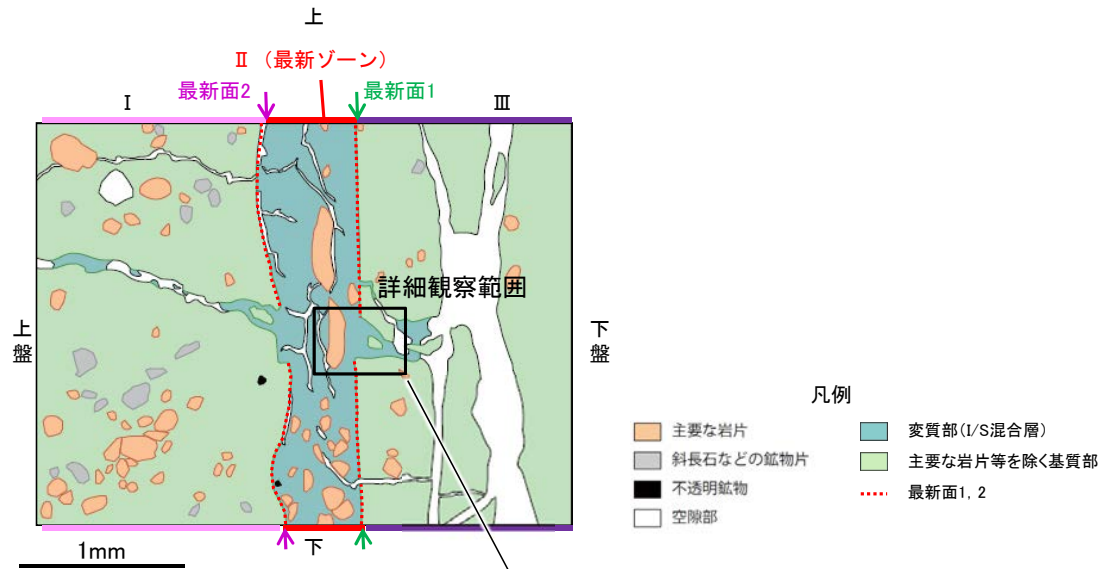 上
Ⅱ（最新ゾーン）
最新面2
最新面1
Ⅰ
Ⅲ
詳細観察範囲
上盤
下盤
下
1mm
凡例
主要な岩片
斜長石などの鉱物片
不透明鉱物
空隙部
変質部(I/S混合層)
主要な岩片等を除く基質部
最新面1, 2